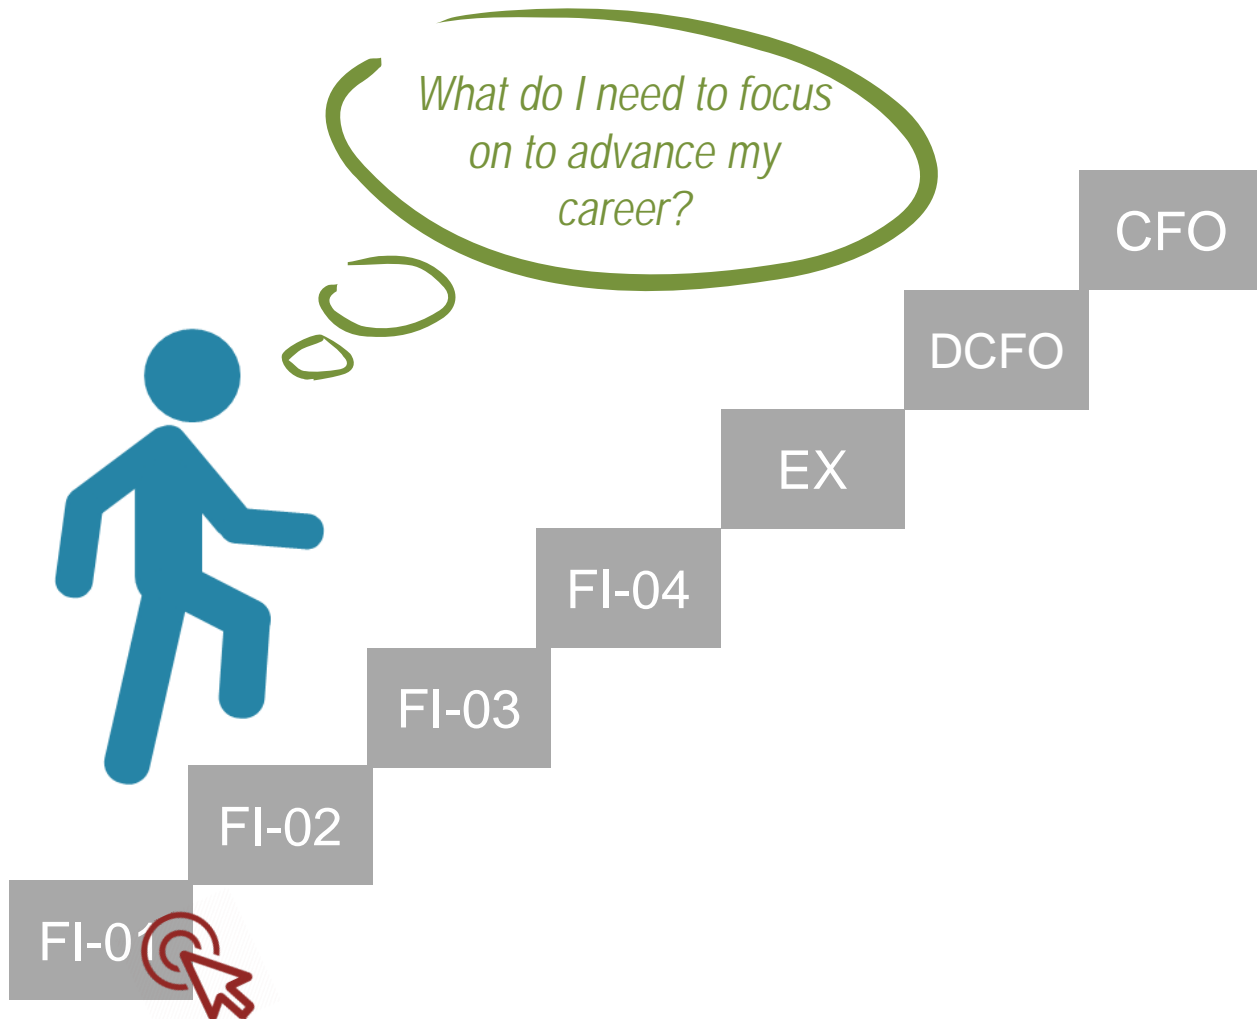 What do I need to focus
on to advance my
career?
CFO
DCFO
EX
FI-04
FI-03
FI-02
FI-01